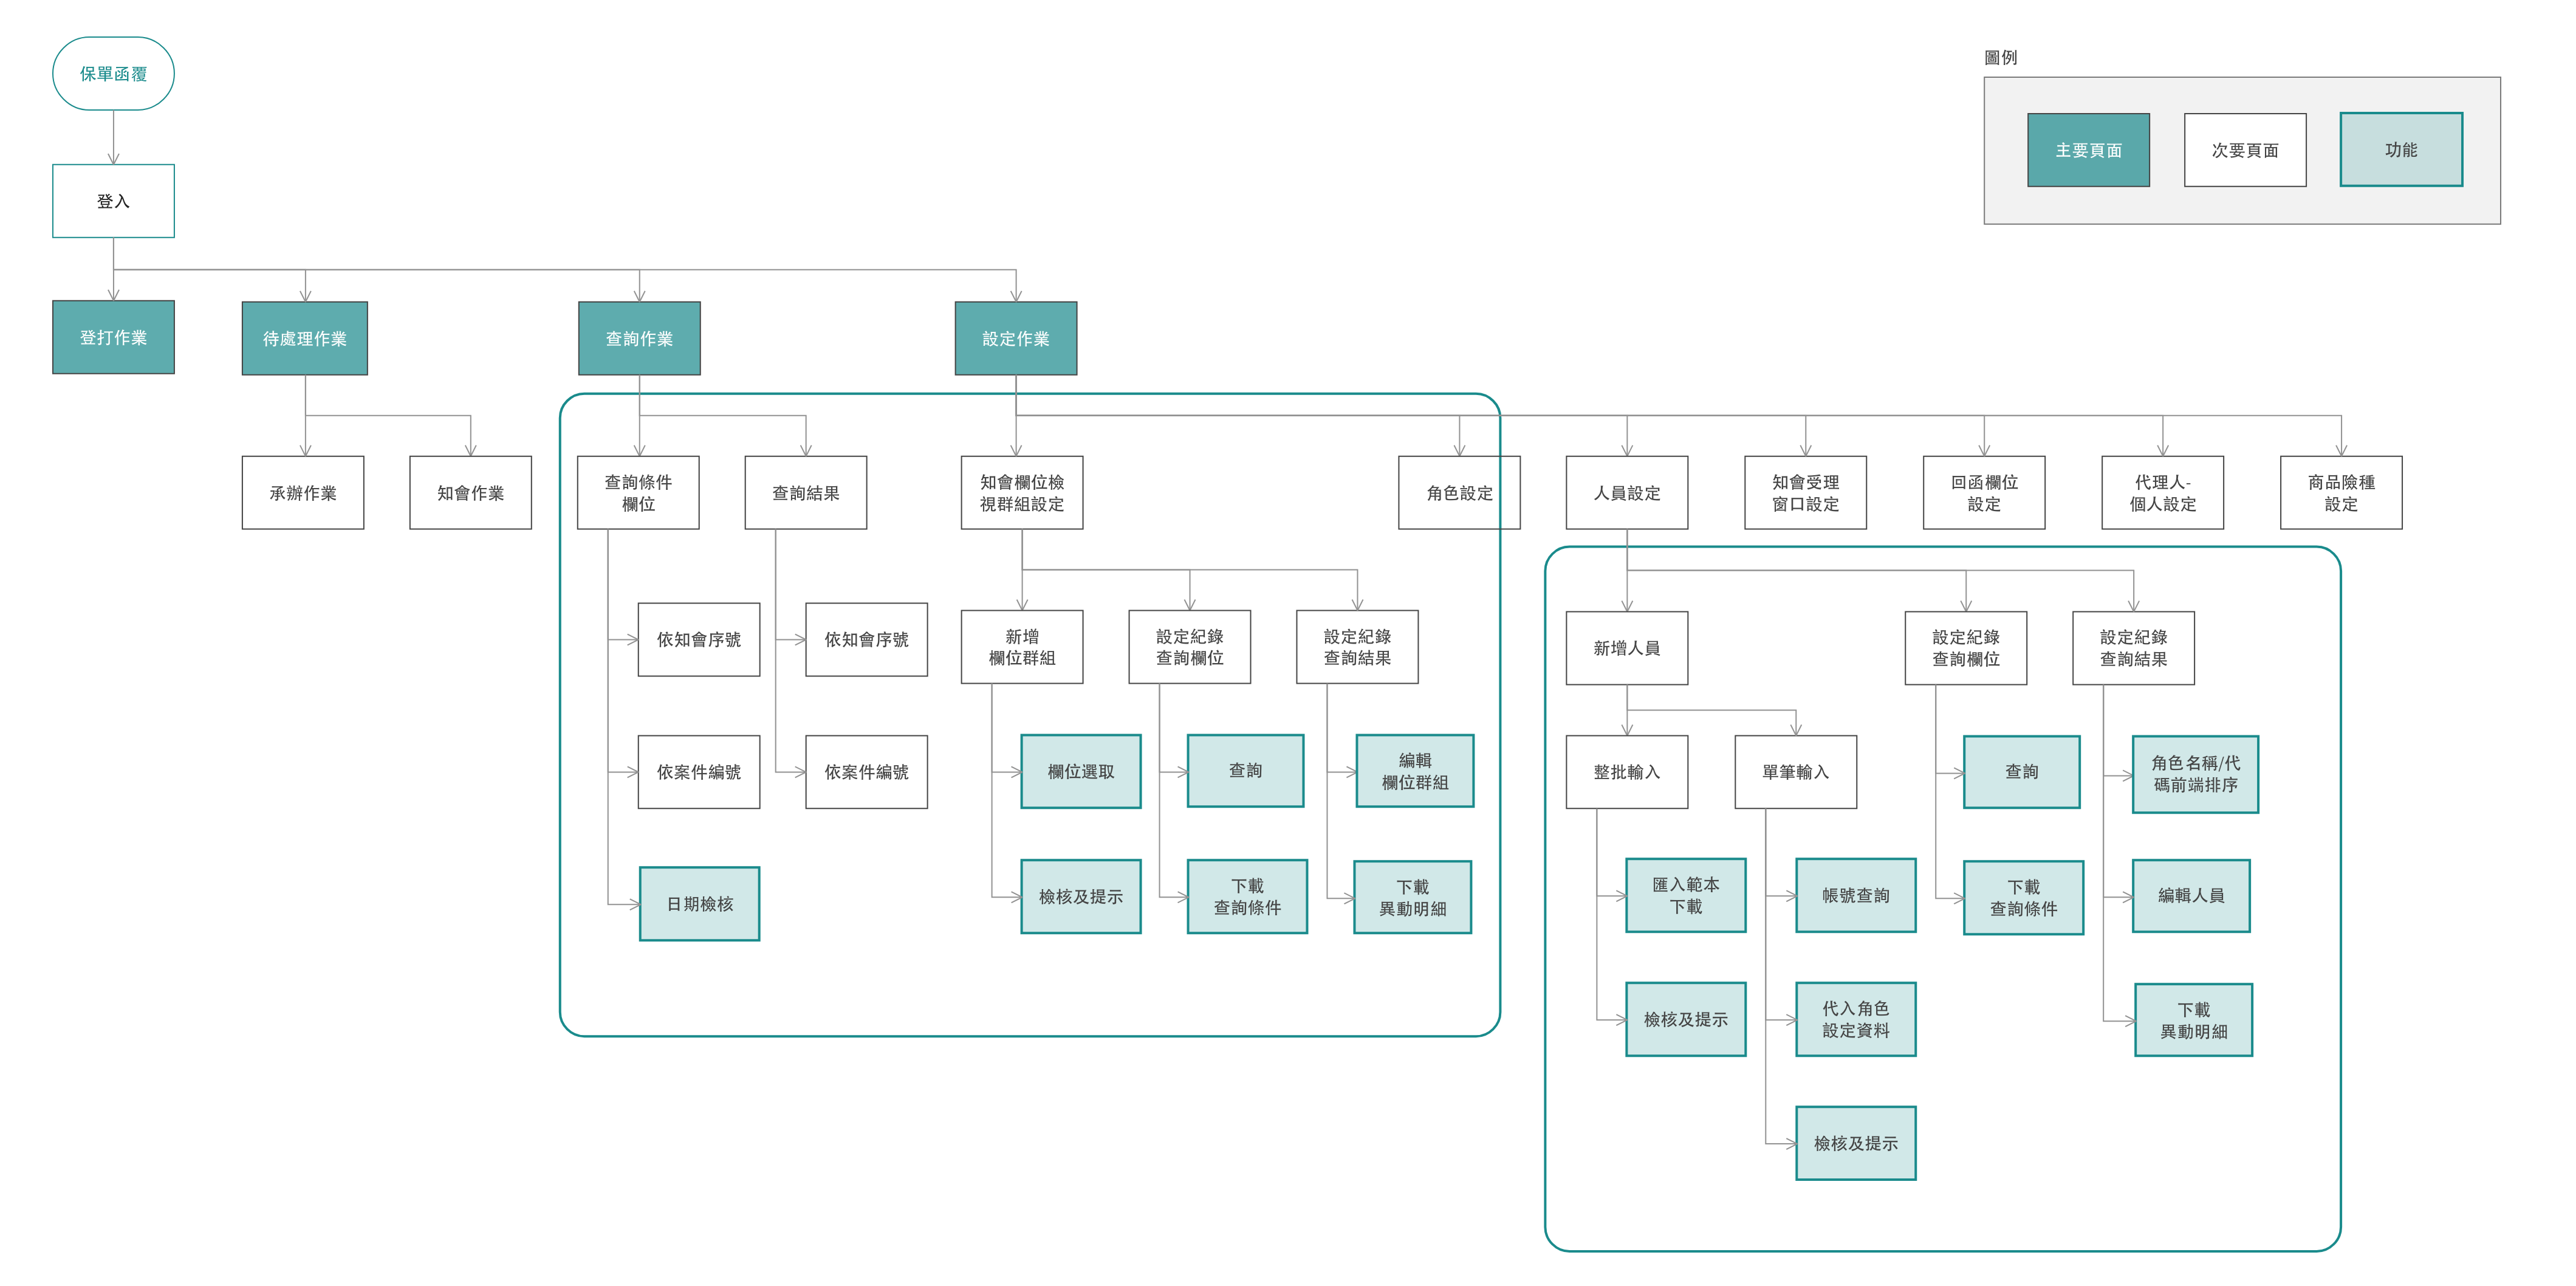 保單函覆
圖例
主要頁面
次要頁面
功能
登入
登打作業
待處理作業
查詢作業
設定作業
承辦作業
知會作業
查詢條件
欄位
查詢結果
知會欄位檢
視群組設定
角色設定
人員設定
知會受理
窗口設定
回函欄位
設定
代理人-
個人設定
商品險種
設定
依知會序號
依知會序號
新增
欄位群組
設定紀錄
查詢欄位
設定紀錄
查詢結果
新增人員
設定紀錄
查詢欄位
設定紀錄
查詢結果
依案件編號
依案件編號
欄位選取
查詢
編輯
欄位群組
整批輸入
單筆輸入
查詢
角色名稱/代
碼前端排序
日期檢核
檢核及提示
下載
查詢條件
下載
異動明細
匯入範本
下載
帳號查詢
下載
查詢條件
編輯人員
檢核及提示
代入角色
設定資料
下載
異動明細
檢核及提示